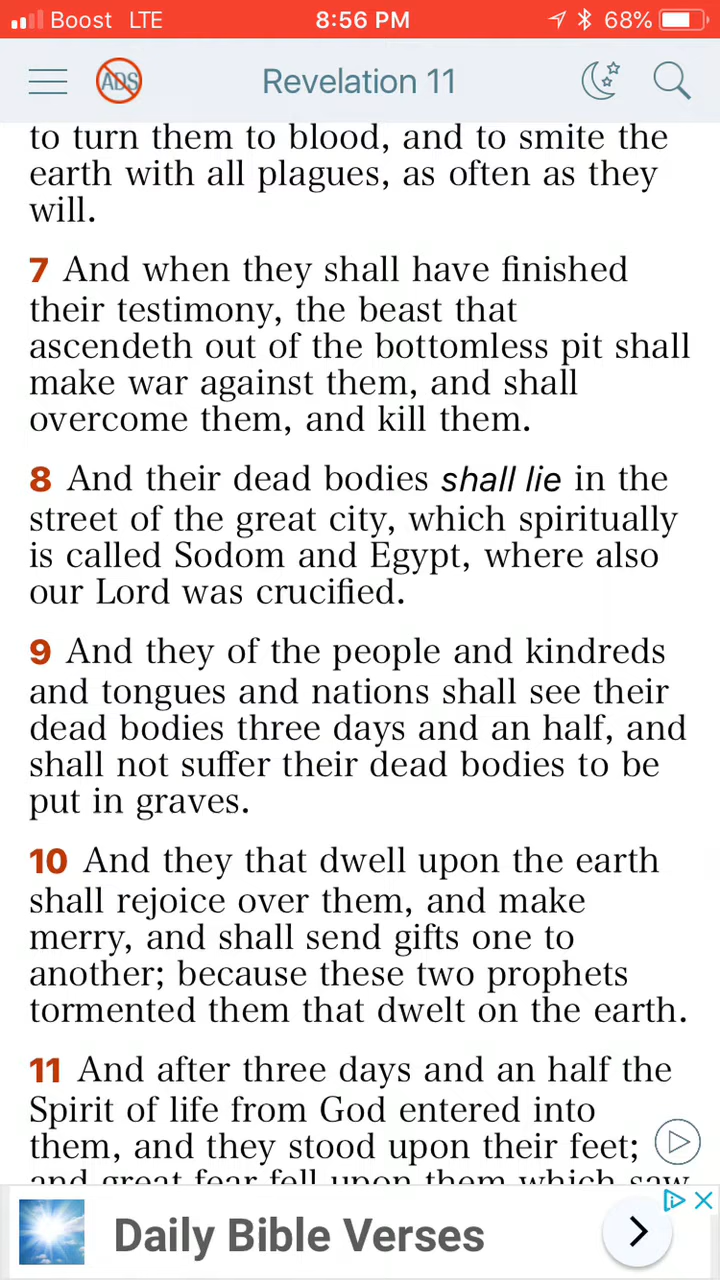 Boost LTE 8:56 PM 68%
ADS Revelation 11
to turn them to blood, and to smite the
earth with all plagues, as often as they
will.
7 And when they shall have finished
their testimony, the beast that
ascendeth out of the bottomless pit shall
make war against them, and shall
overcome them, and kill them.
8 And their dead bodies shall lie in the
street of the great city, which spiritually
is called Sodom and Egypt, where also
our Lord was crucified.
9 And they of the people and kindreds
and tongues and nations shall see their
dead bodies three days and an half, and
shall not suffer their dead bodies to be
put in graves.
10 And they that dwell upon the earth
shall rejoice over them, and make
merry, and shall send gifts one to
another; because these two prophets
tormented them that dwelt on the earth.
11 And after three days and an half the
Spirit of life from God entered into
them, and they stood upon their feet;
and great fear fell upon them which saw
Daily Bible Verses